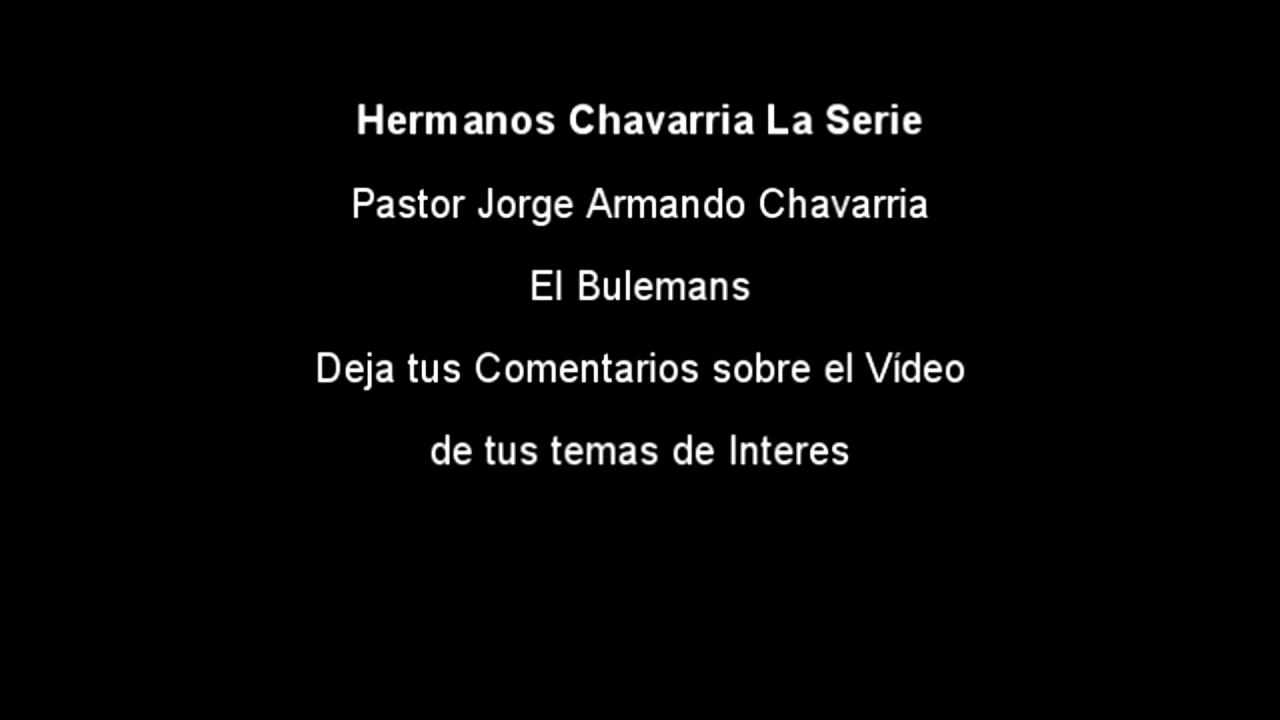 Hermanos Chavarria La Serie
Pastor Jorge Armando Chavarria
El Bulemans
Deja tus Comentarios sobre el Vídeo
de tus temas de Interes